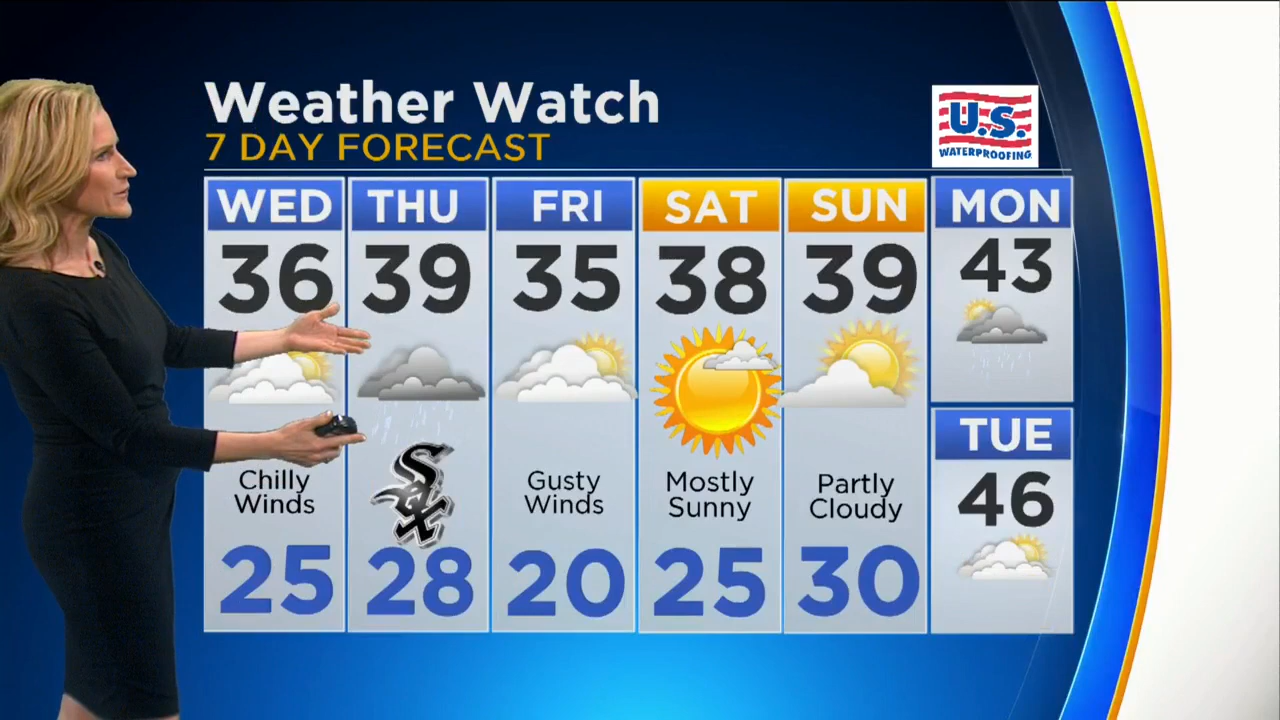 Weather Watch
7 DAY FORECAST
U.S.
WATERPROOFING
WED
36
Chilly
Winds
25
THU
39
Sox
28
FRI
35
Gusty
Winds
20
SAT
38
Mostly
Sunny
25
SUN
39
Partly
Cloudy
30
MON
43
TUE
46